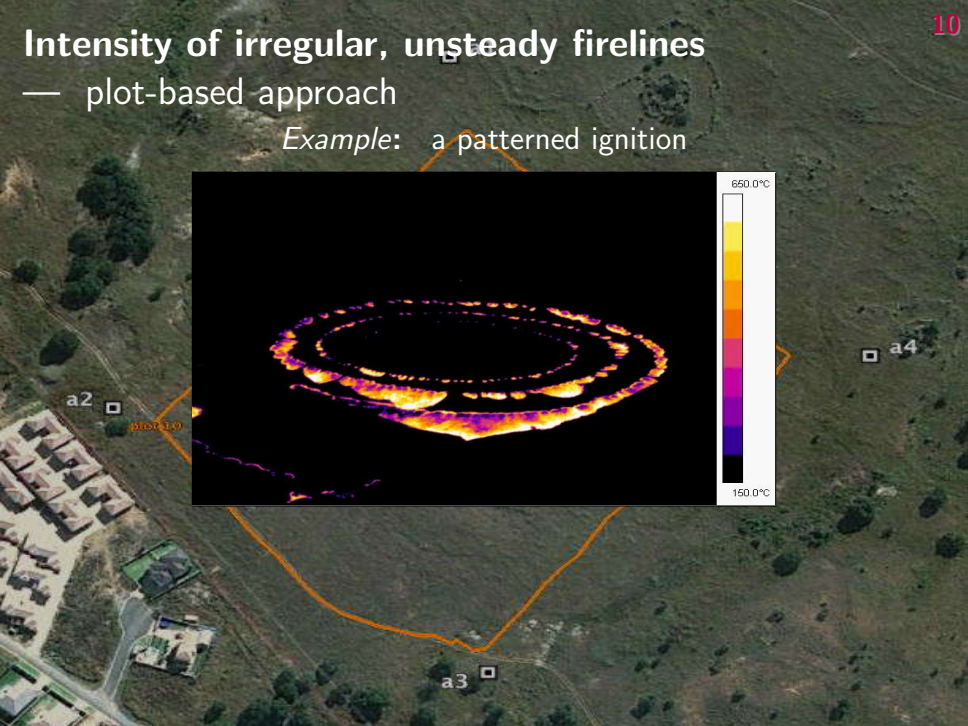 10
Intensity of irregular, unsteady firelines
— plot-based approach
Example: a patterned ignition
650.0°C
a4
a2
plot10
150.0°C
a3